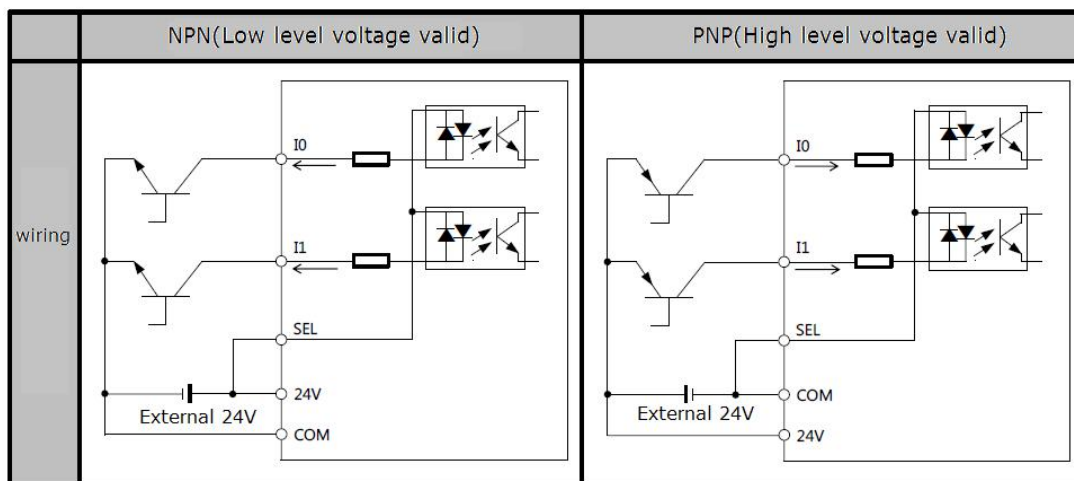 NPN(Low level voltage valid)
PNP(High level voltage valid)
wiring
I0
I1
SEL
24V
External 24V
COM
I0
I1
SEL
COM
External 24V
24V